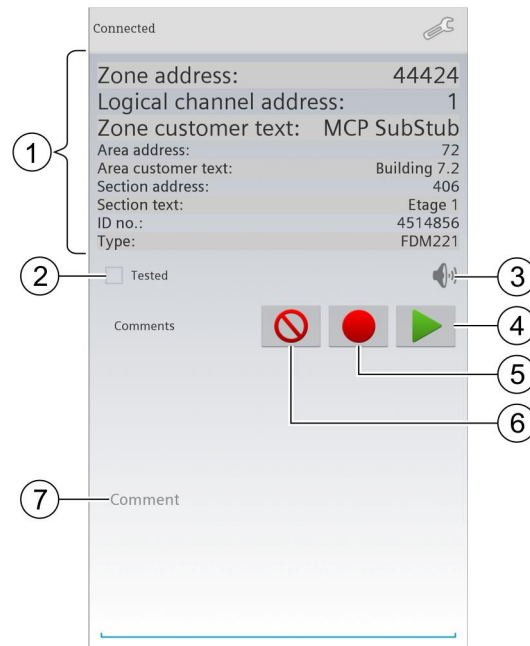 Connected
Zone address: 44424
Logical channel address: 1
Zone customer text: MCP SubStub
Area address: 72
Area customer text: Building 7.2
Section address: 406
Section text: Etage 1
ID no.: 4514856
Type: FDM221
1
2 Tested 3
Comments 4
5
6
7 Comment